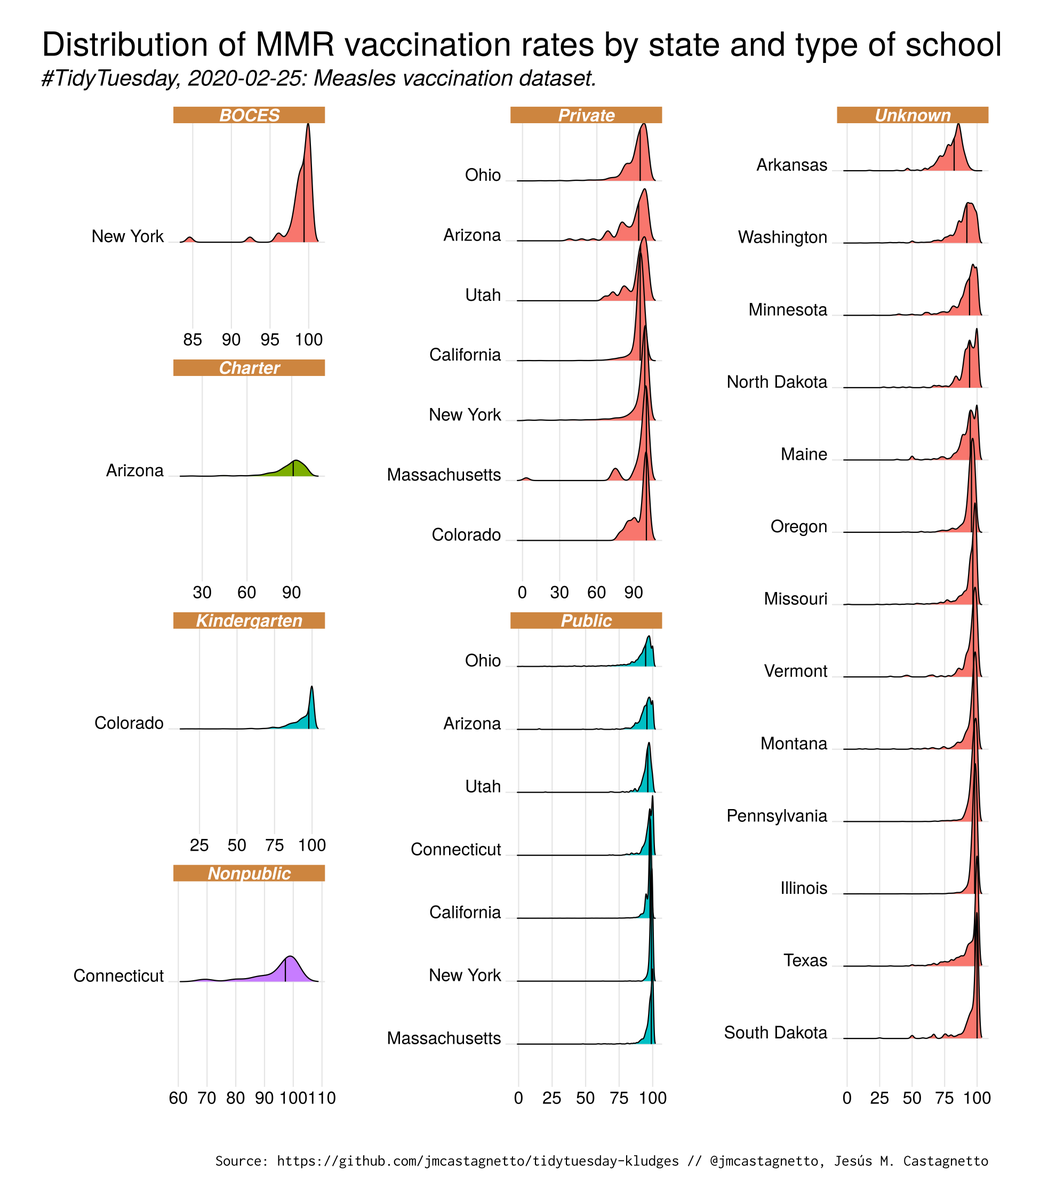 Distribution of MMR vaccination rates by state and type of school
#TidyTuesday, 2020-02-25: Measles vaccination dataset.
BOCES
New York
85 90 95 100
Charter
Arizona
30 60 90
Kindergarten
Colorado
25 50 75 100
Nonpublic
Connecticut
60 70 80 90 100 110
Private
Ohio
Arizona
Utah
California
New York
Massachusetts
Colorado
0 30 60 90
Public
Ohio
Arizona
Utah
Connecticut
California
New York
Massachusetts
0 25 50 75 100
Unknown
Arkansas
Washington
Minnesota
North Dakota
Maine
Oregon
Missouri
Vermont
Montana
Pennsylvania
Illinois
Texas
South Dakota
0 25 50 75 100
Source: https://github.com/jmcastagnetto/tidytuesday-kludges // @jmcastagnetto, Jesús M. Castagnetto